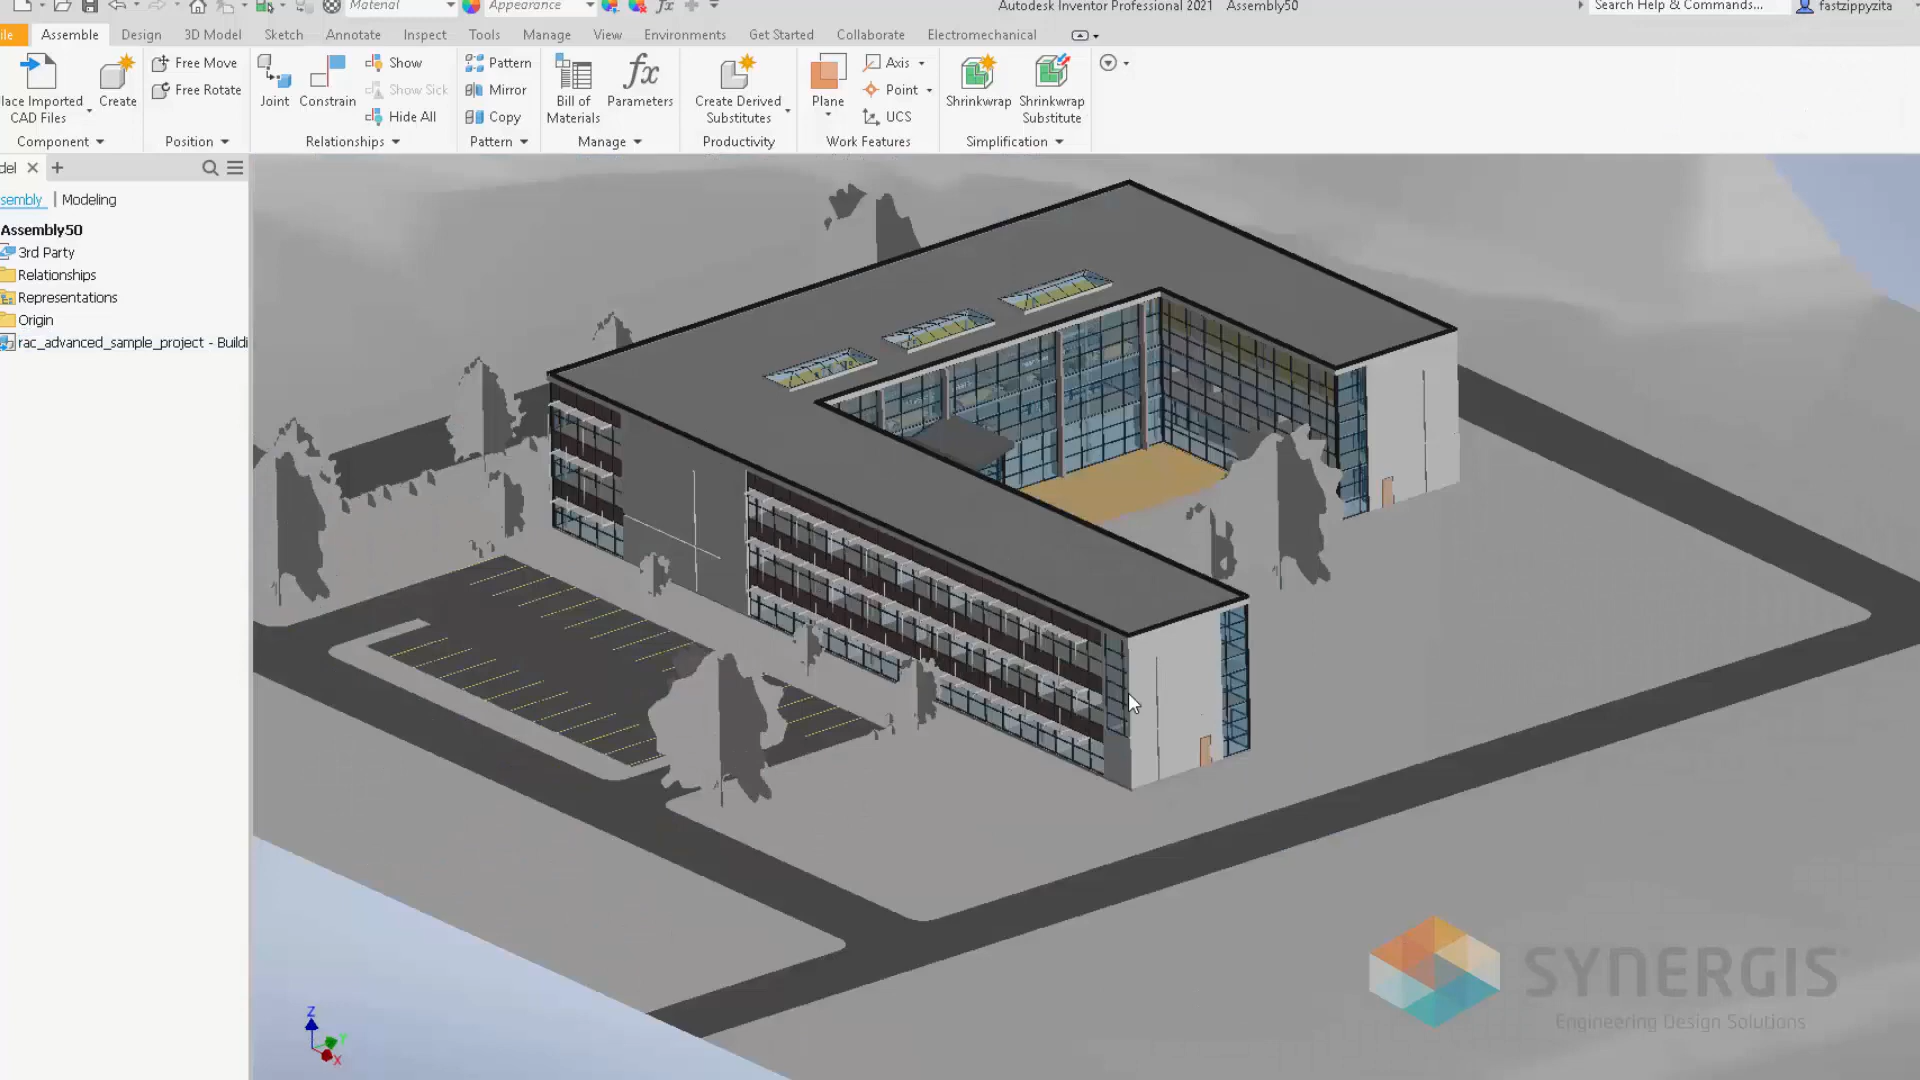 Material
Appearance
Autodesk Inventor Professional 2021 Assembly50
Search Help & Commands...
fastzippyzita
ile
Assemble
Design
3D Model
Sketch
Annotate
Inspect
Tools
Manage
View
Environments
Get Started
Collaborate
Electromechanical
lace Imported
CAD Files
Create
Component
Free Move
Free Rotate
Position
Joint
Constrain
Show
Show Sick
Hide All
Relationships
Pattern
Mirror
Copy
Pattern
Bill of
Materials
fx
Parameters
Manage
Create Derived
Substitutes
Productivity
Plane
Axis
Point
UCS
Work Features
Shrinkwrap
Shrinkwrap
Substitute
Simplification
del
sembly | Modeling
Assembly50
3rd Party
Relationships
Representations
Origin
rac_advanced_sample_project - Buildi
Z
Y
X
SYNERGIS
Engineering Design Solutions